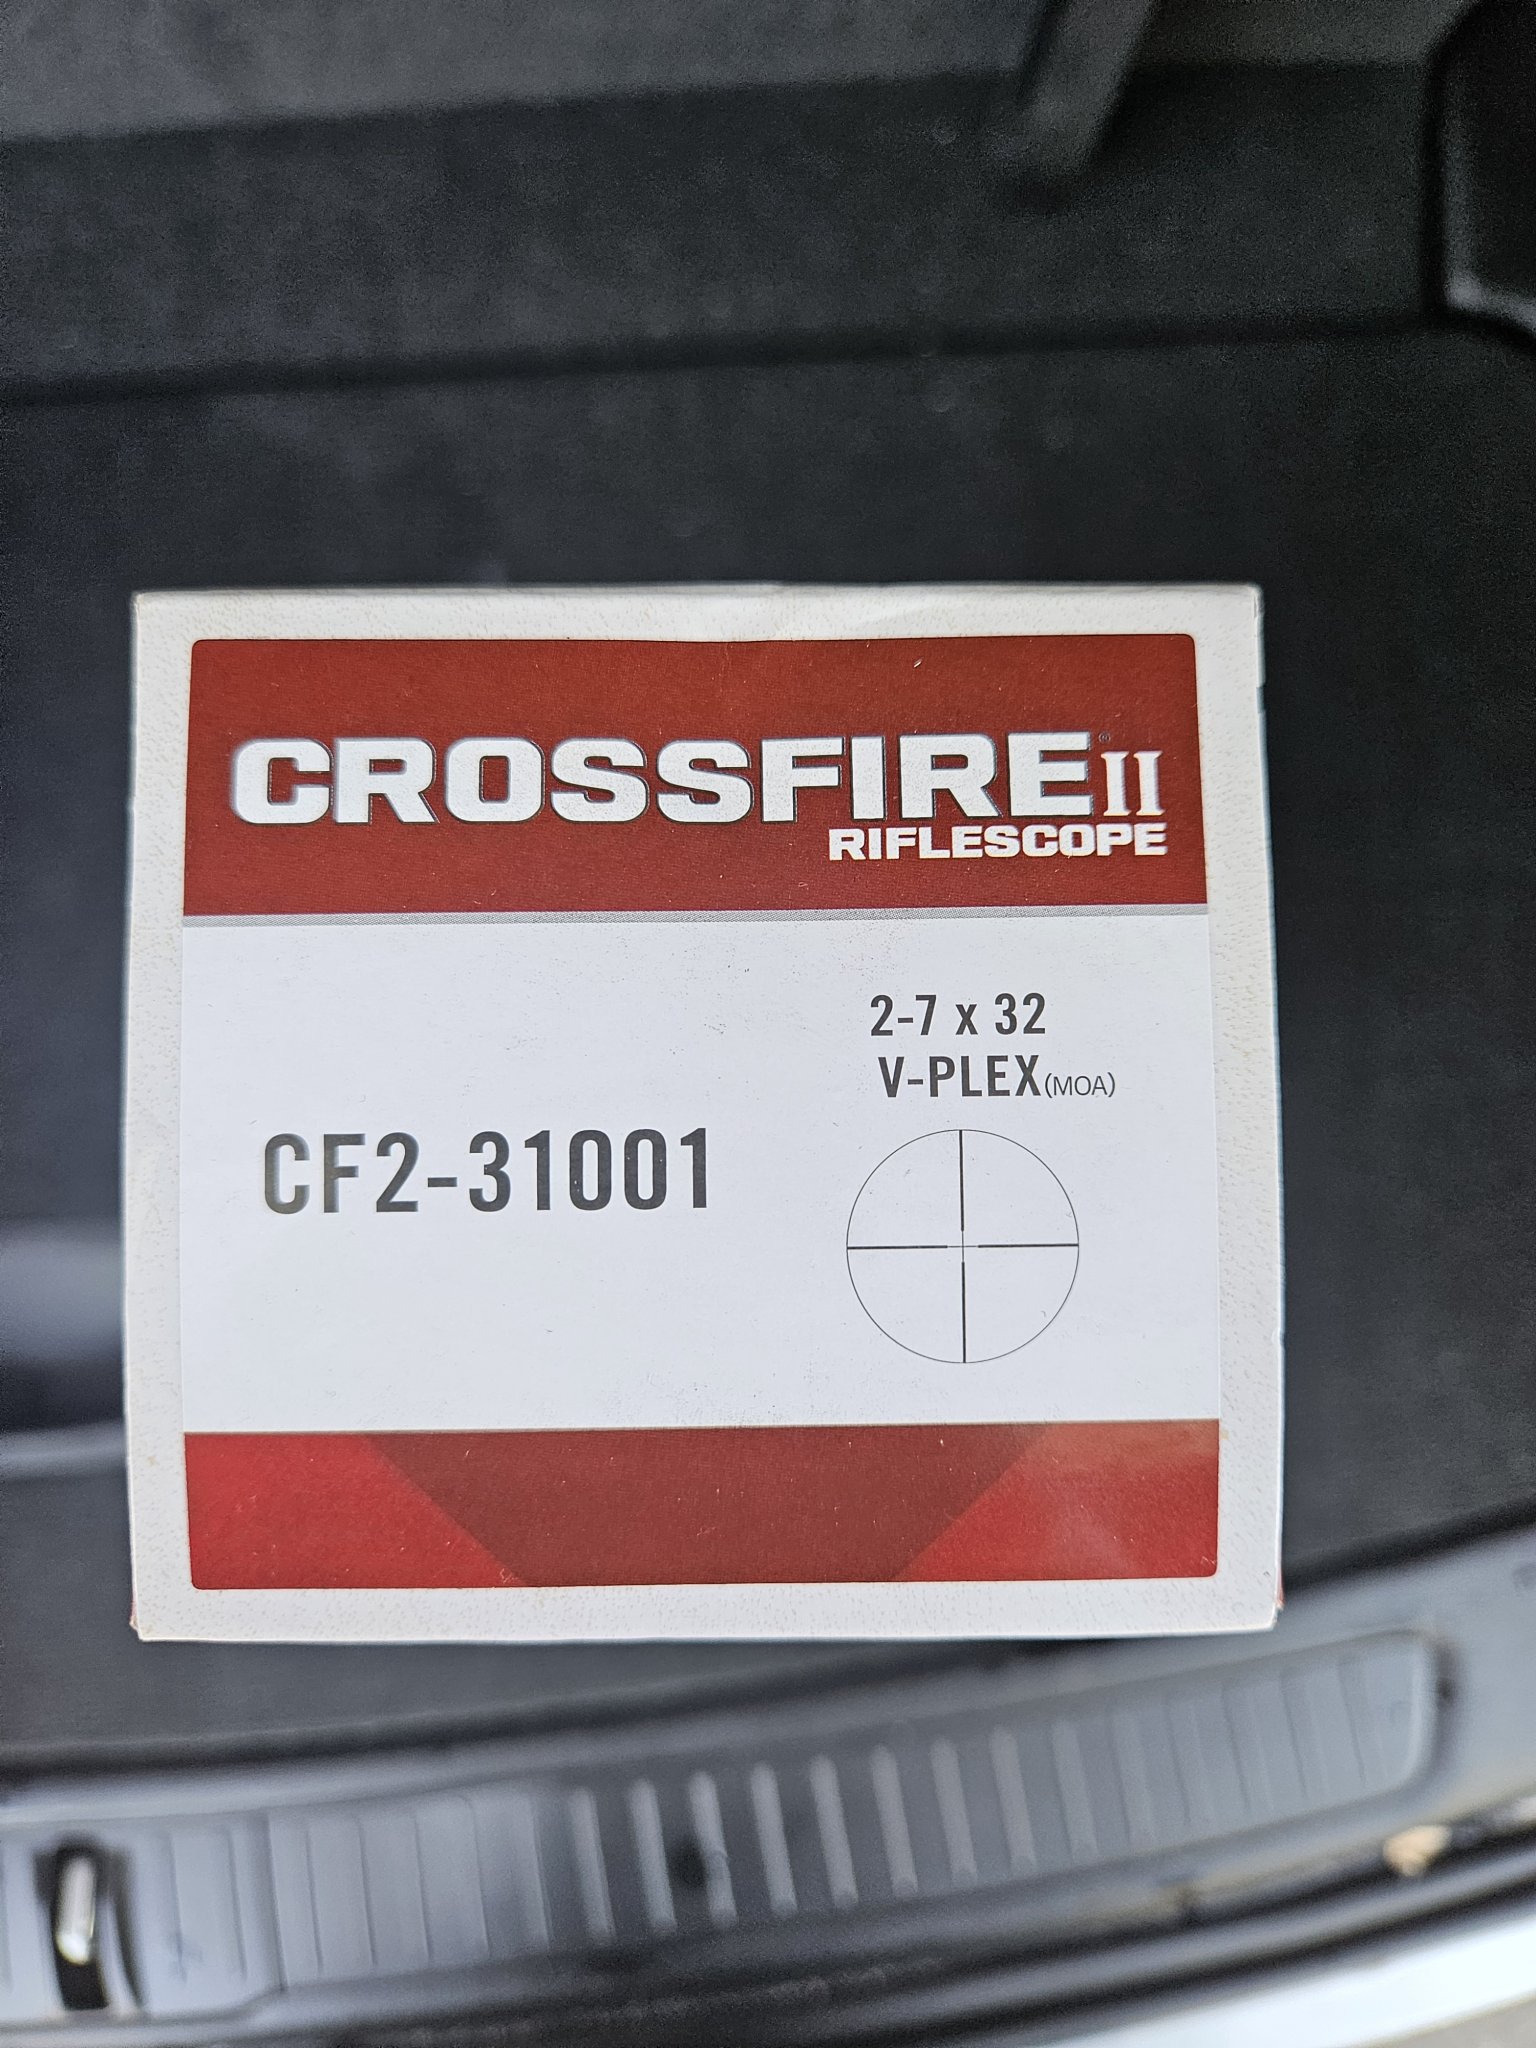 CROSSFIRE® II
RIFLESCOPE
2-7 x 32
V-PLEX(MOA)
CF2-31001